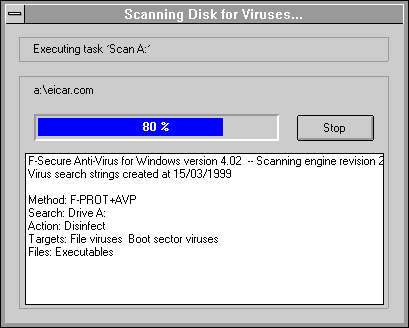 Scanning Disk for Viruses...
Executing task 'Scan A:'
a:\eicar.com
80 %
Stop
F-Secure Anti-Virus for Windows version 4.02 -- Scanning engine revision 2
Virus search strings created at 15/03/1999
Method: F-PROT+AVP
Search: Drive A:
Action: Disinfect
Targets: File viruses Boot sector viruses
Files: Executables